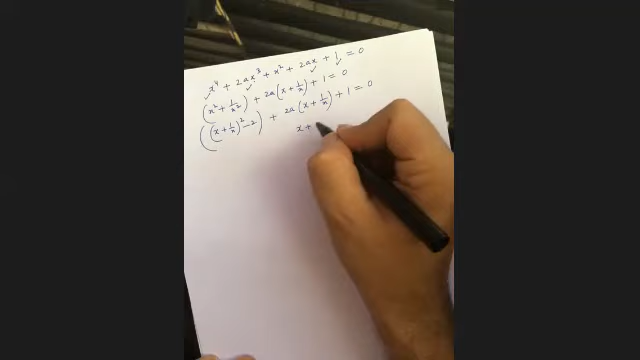 x⁴ + 2ax³ + x² + 2ax + 1 = 0
(x² + 1/x²) + 2a(x + 1/x) + 1 = 0
((x + 1/x)² - 2) + 2a(x + 1/x) + 1 = 0
x +